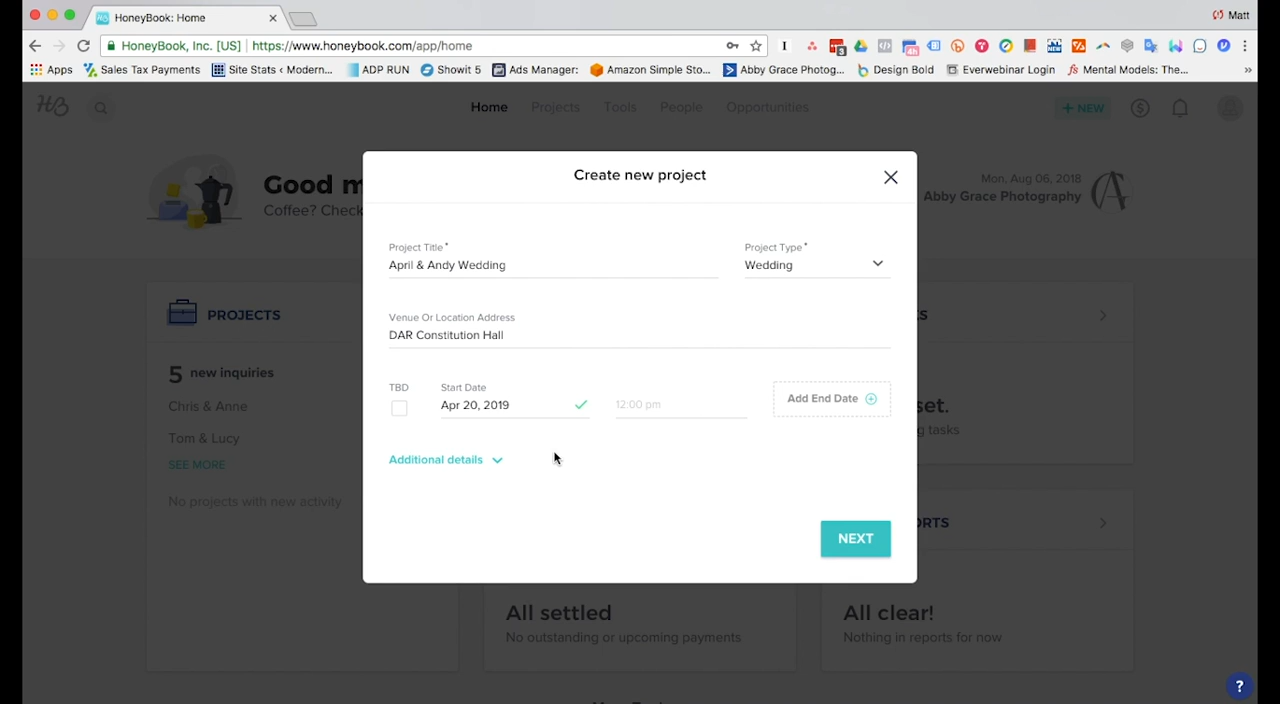 HoneyBook: Home
Matt
HoneyBook, Inc. [US] https://www.honeybook.com/app/home
Apps Sales Tax Payments Site Stats ‹ Modern... ADP RUN Showit 5 Ads Manager: Amazon Simple Sto... Abby Grace Photog... Design Bold Everwebinar Login Mental Models: The... »
HB Home Projects Tools People Opportunities + NEW
Create new project
Good m
Coffee? Check
Mon, Aug 06, 2018
Abby Grace Photography
Project Title *
Project Type *
April & Andy Wedding
Wedding
PROJECTS
Venue Or Location Address
DAR Constitution Hall
5 new inquiries
Chris & Anne
Tom & Lucy
SEE MORE
No projects with new activity
TBD
Start Date
Apr 20, 2019
12:00 pm
Add End Date
set.
g tasks
Additional details
NEXT
ORTS
All settled
No outstanding or upcoming payments
All clear!
Nothing in reports for now
?